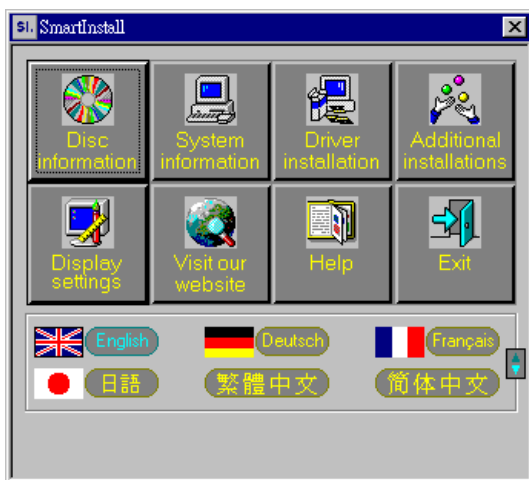 SI. SmartInstall
Disc
information
System
information
Driver
installation
Additional
installations
Display
settings
Visit our
website
Help
Exit
English
Deutsch
Français
日語
繁體中文
简体中文